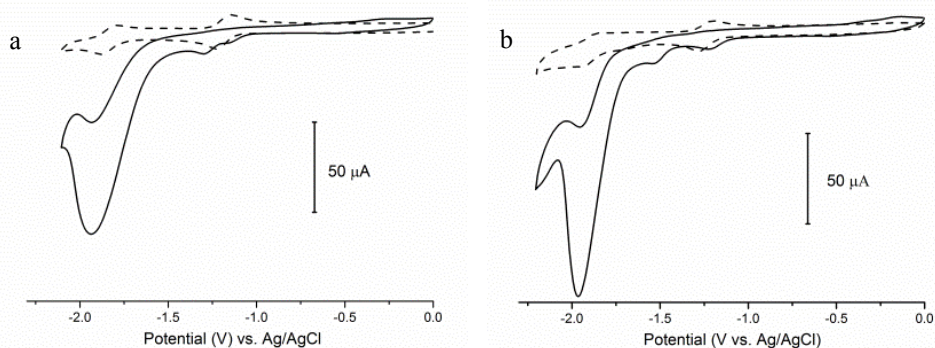 a
50 μA
-2.0 -1.5 -1.0 -0.5 0.0
Potential (V) vs. Ag/AgCl
b
50 μA
-2.0 -1.5 -1.0 -0.5 0.0
Potential (V) vs. Ag/AgCl)